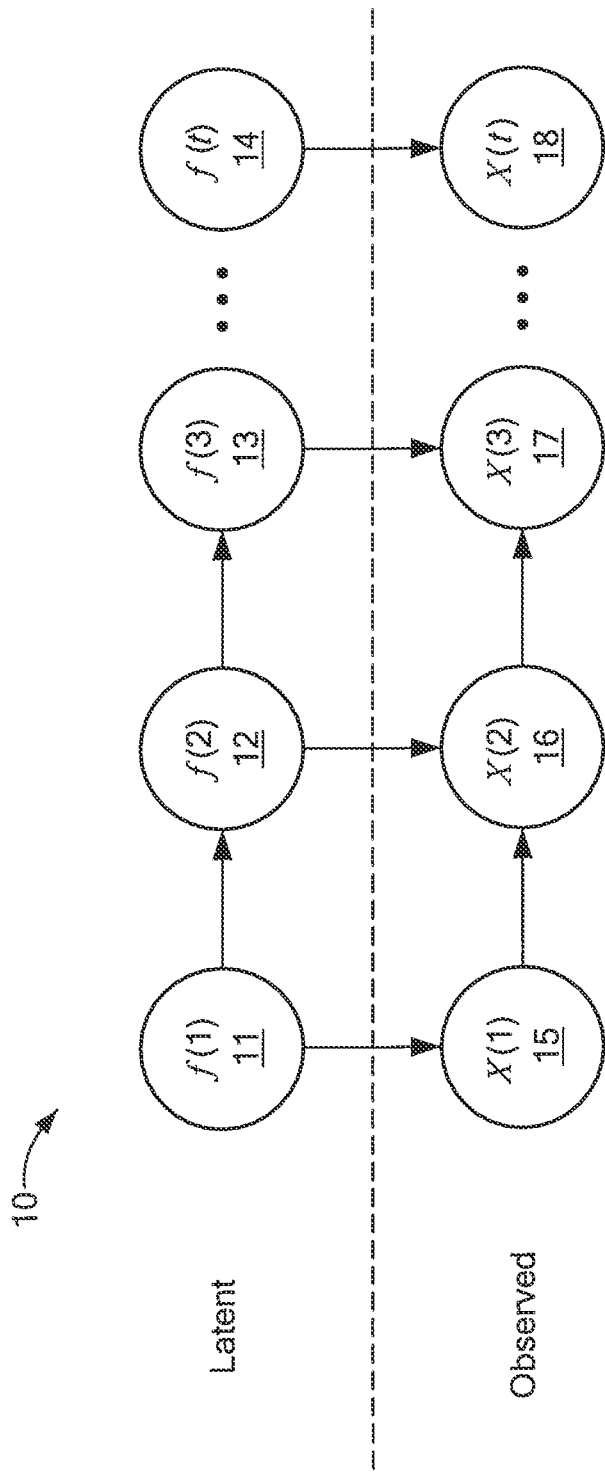 10
Latent
f(1)
11
f(2)
12
f(3)
13
• • •
f(t)
14
Observed
X(1)
15
X(2)
16
X(3)
17
• • •
X(t)
18